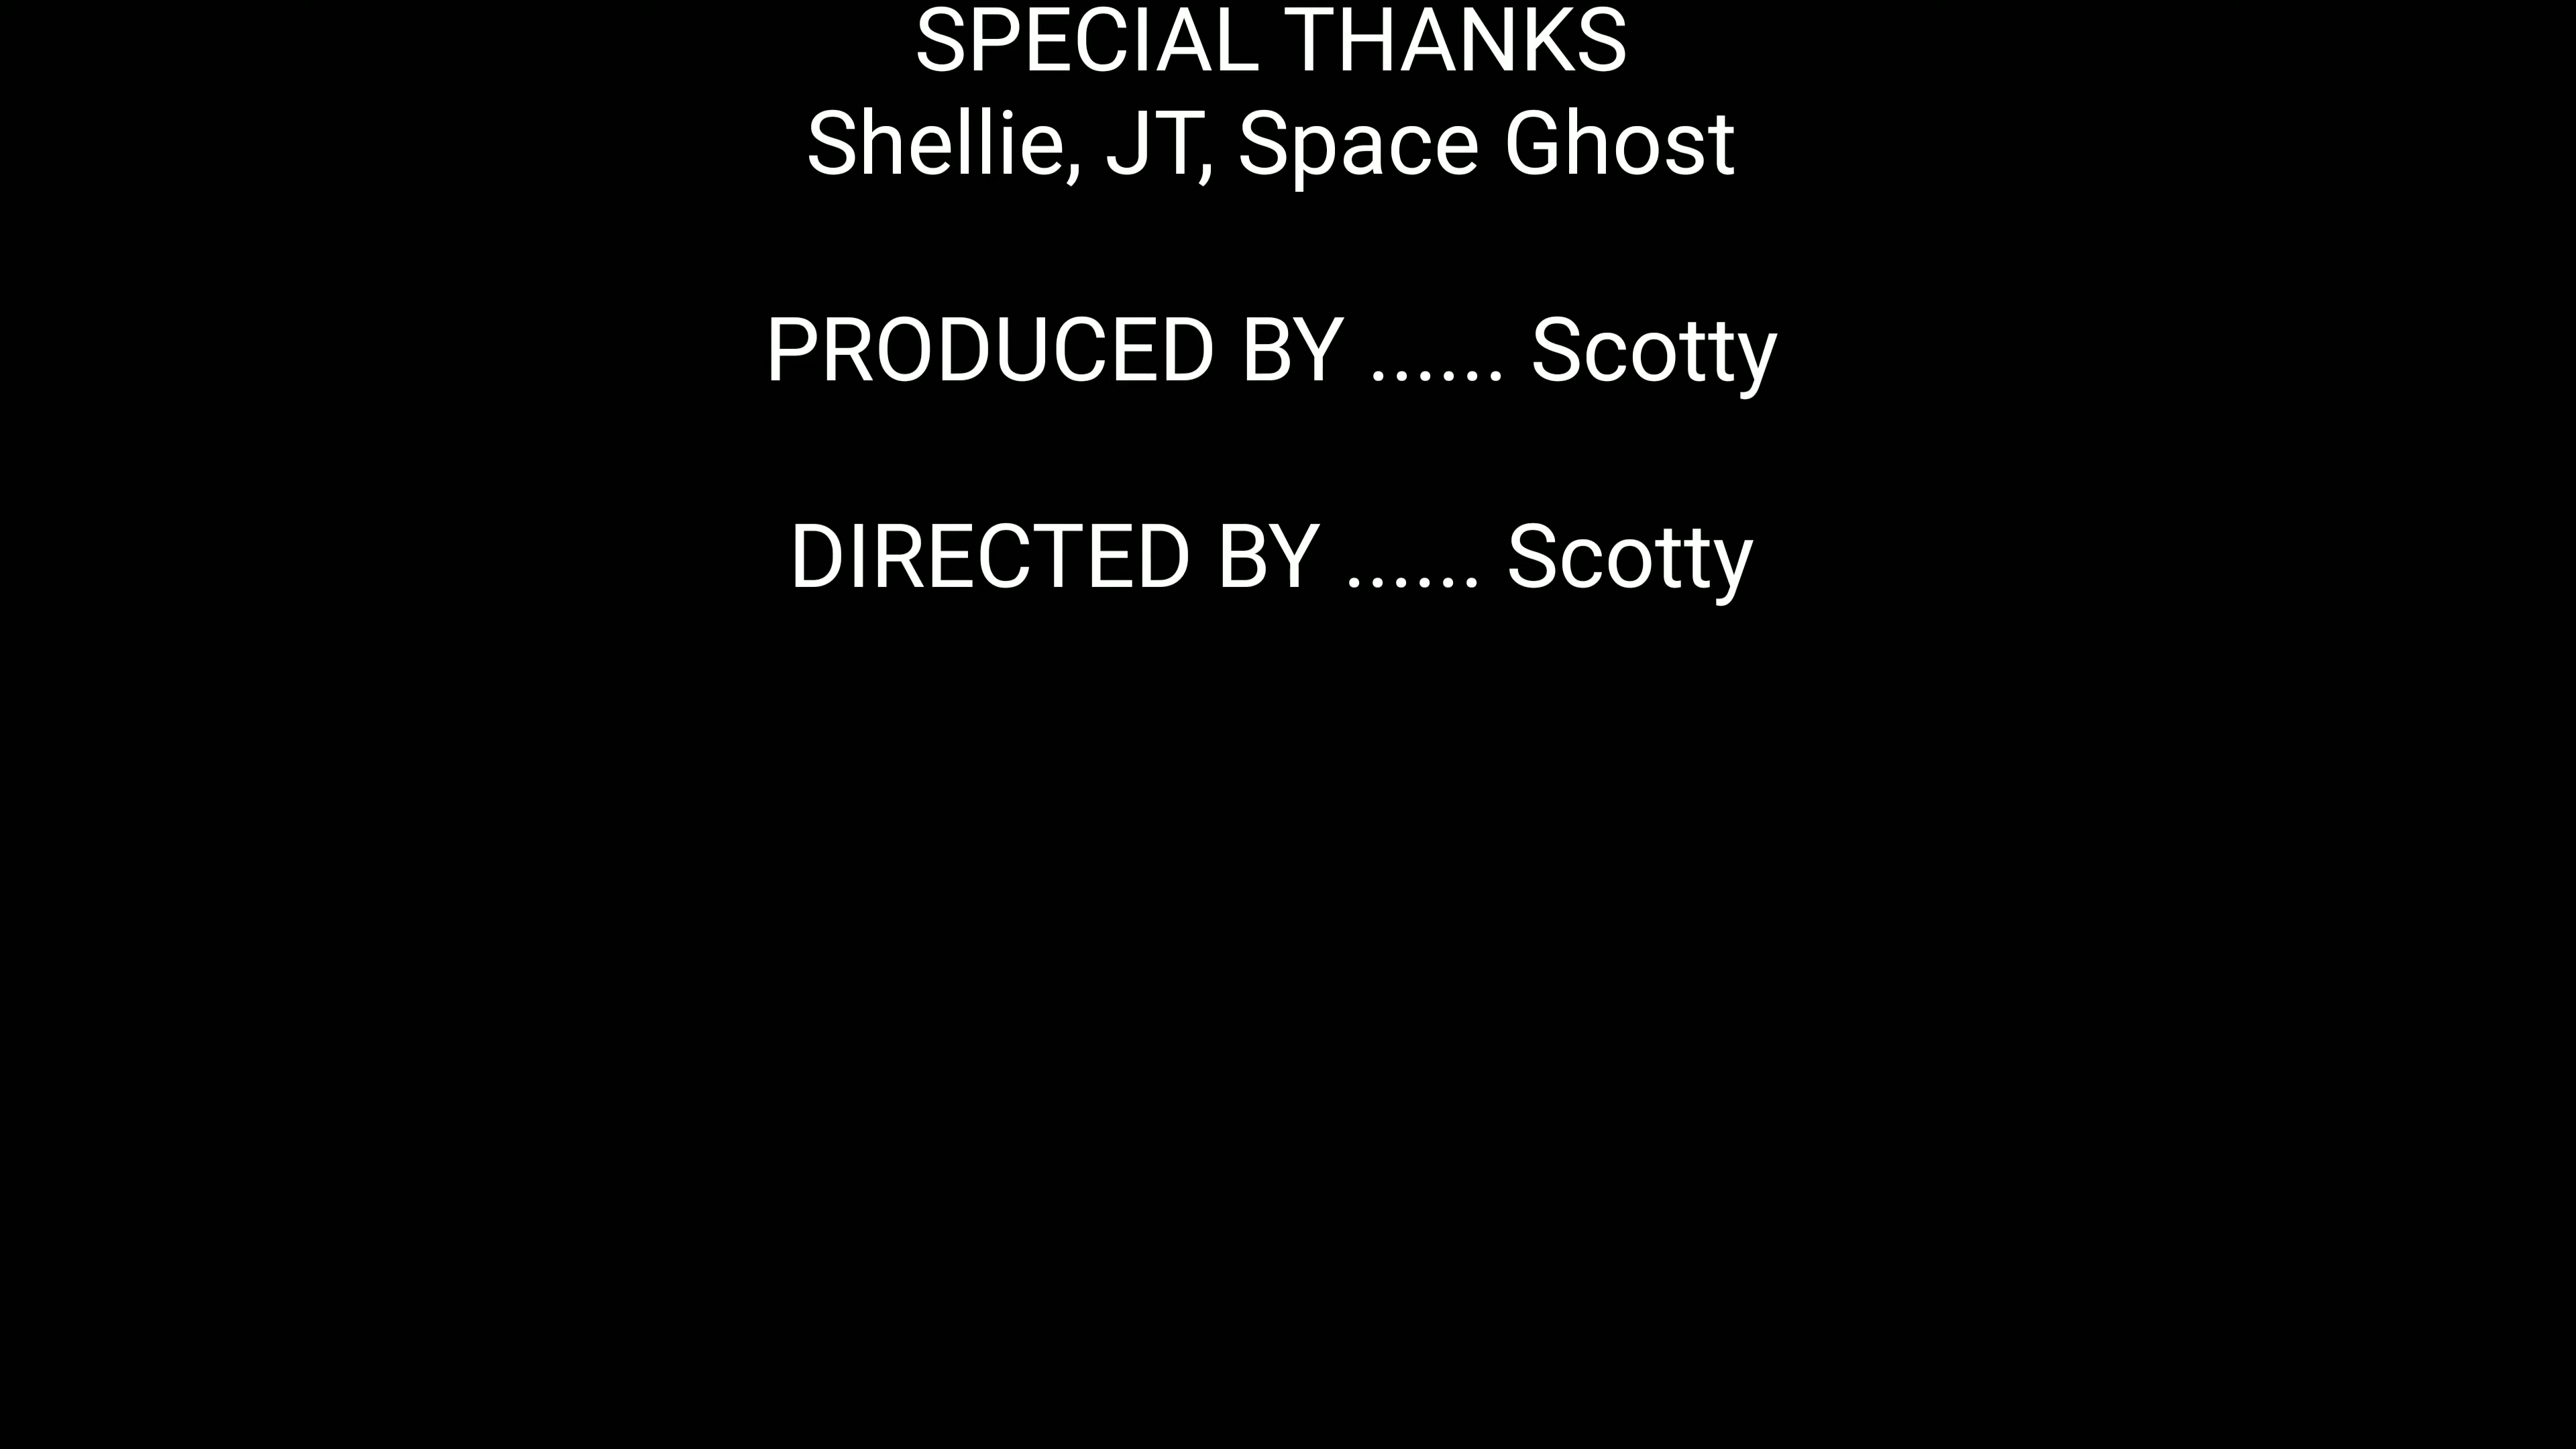 SPECIAL THANKS
Shellie, JT, Space Ghost
PRODUCED BY ...... Scotty
DIRECTED BY ...... Scotty